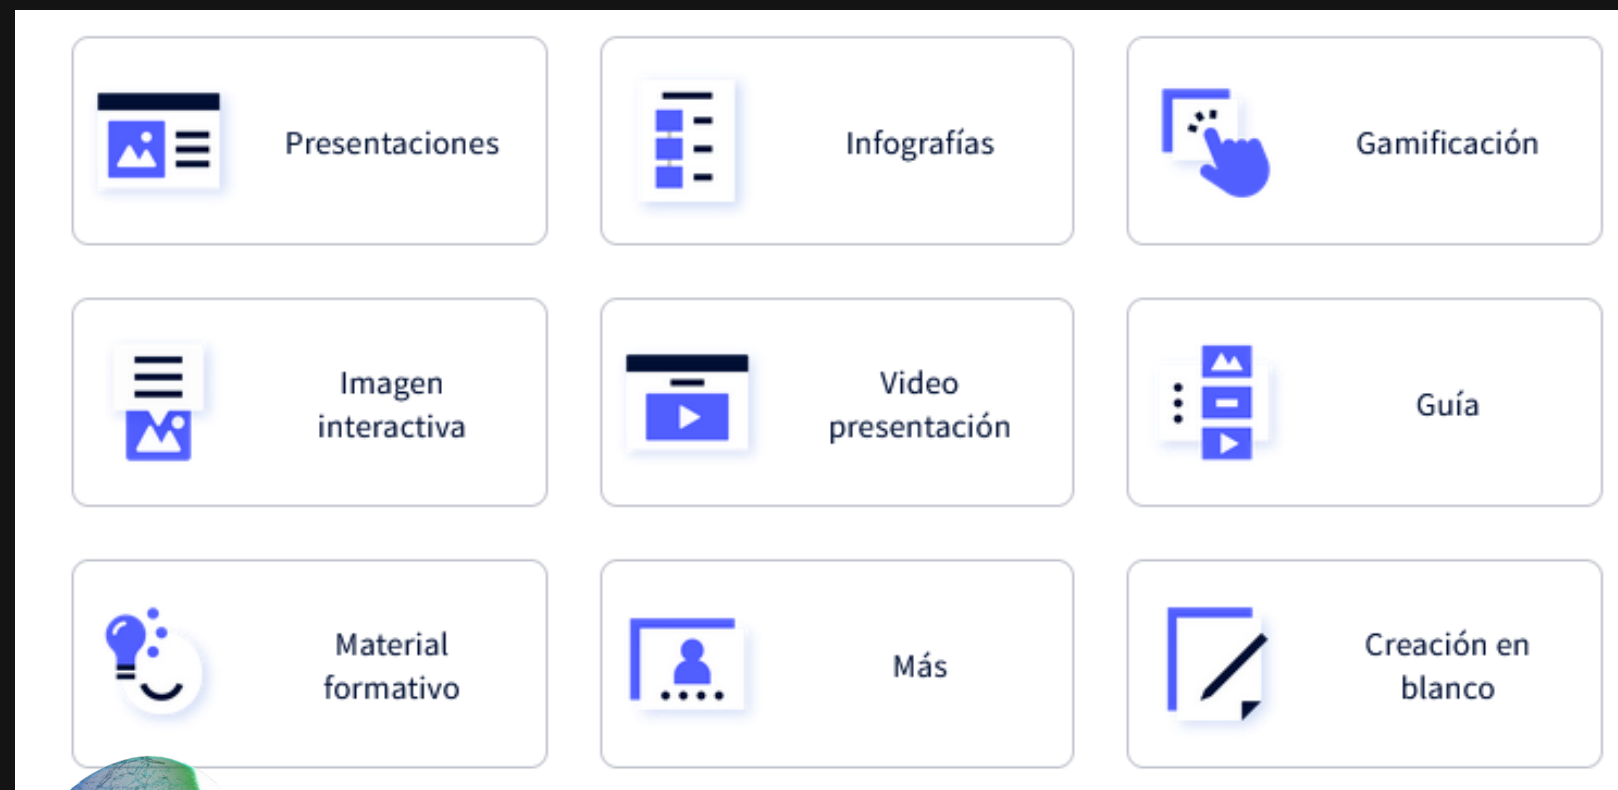 Presentaciones
Infografías
Gamificación
Imagen
interactiva
Video
presentación
Guía
Material
formativo
Más
Creación en
blanco